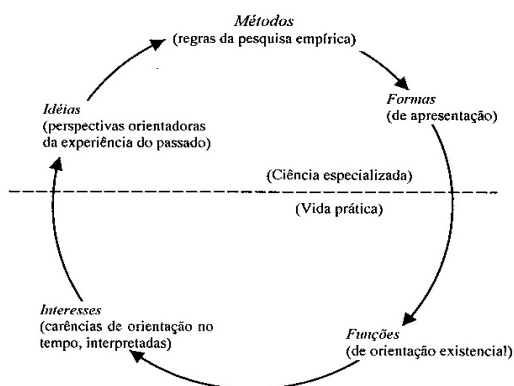 Métodos
(regras da pesquisa empírica)
Formas
(de apresentação)
Idéias
(perspectivas orientadoras
da experiência do passado)
(Ciência especializada)
(Vida prática)
Interesses
(carências de orientação no
tempo, interpretadas)
Funções
(de orientação existencial)